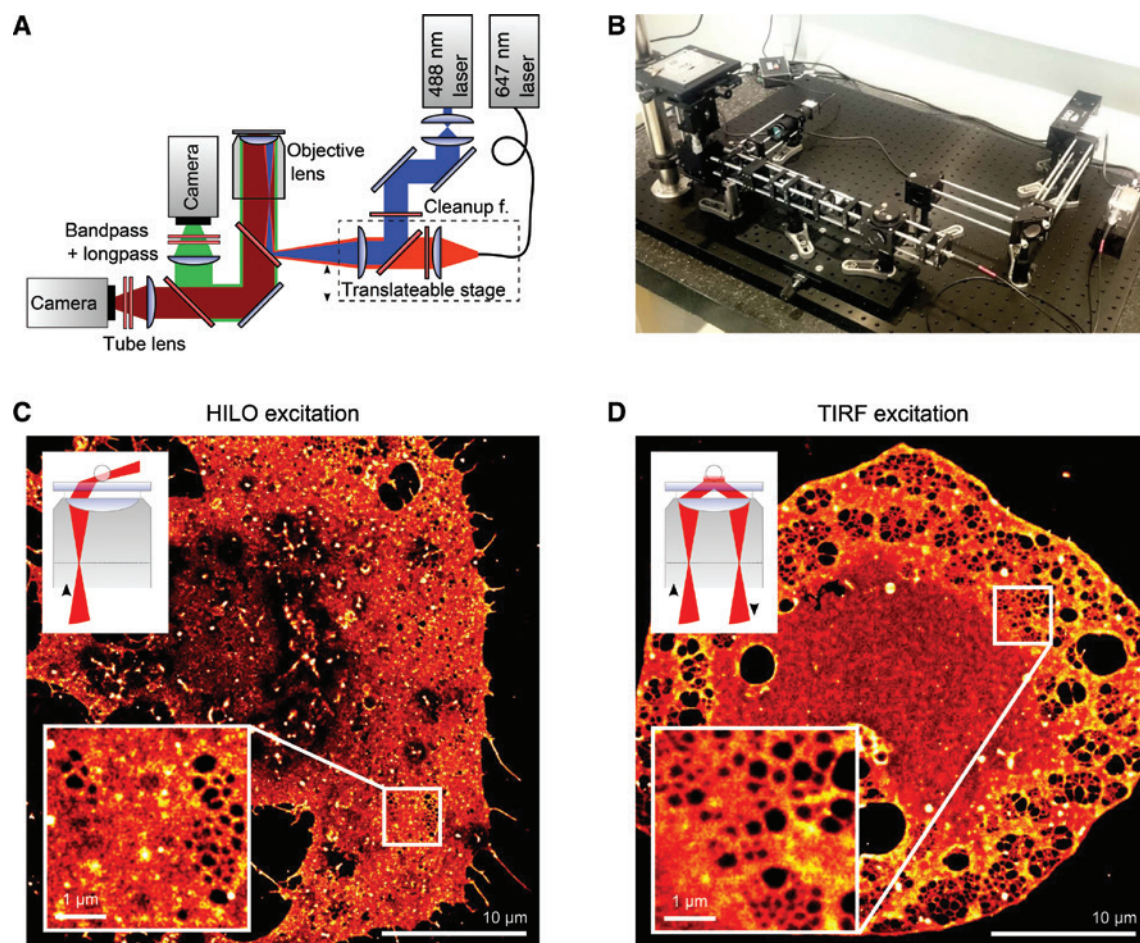 A
488 nm
laser
647 nm
laser
Camera
Objective
lens
Cleanup f.
Bandpass
+ longpass
Camera
Translateable stage
Tube lens
B
C
HILO excitation
1 µm
10 µm
D
TIRF excitation
1 µm
10 µm